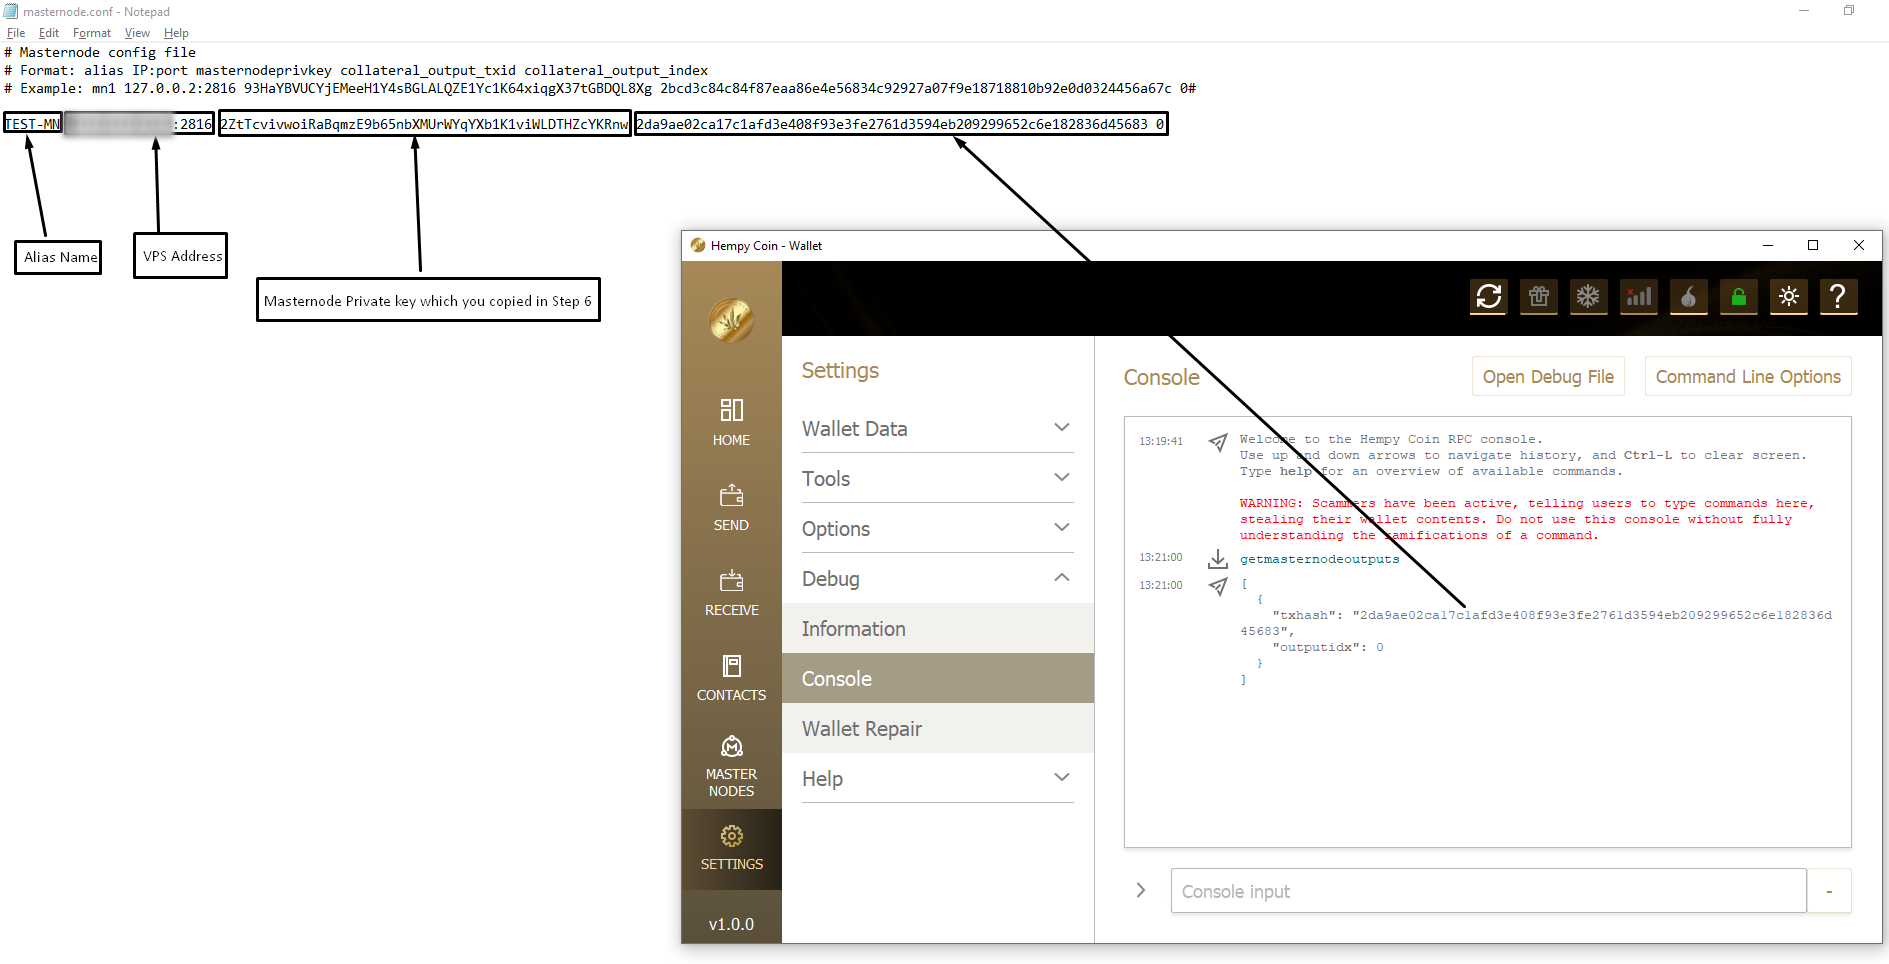 masternode.conf - Notepad
File Edit Format View Help
# Masternode config file
# Format: alias IP:port masternodeprivkey collateral_output_txid collateral_output_index
# Example: mn1 127.0.0.2:2816 93HaYBVUCYjEMeeH1Y4sBGLALQZE1Yc1K64xiqgX37tGBDQL8Xg 2bcd3c84c84f87eaa86e4e56834c92927a07f9e18718810b92e0d0324456a67c 0#
TEST-MN :2816 2ZtTcvivwoiRaBqmzE9b65nbXMUrWYqYXb1K1viWLDTHZcYKRnw 2da9ae02ca17c1afd3e408f93e3fe2761d3594eb209299652c6e182836d45683 0
Alias Name
VPS Address
Masternode Private key which you copied in Step 6
Hempy Coin - Wallet
HOME
SEND
RECEIVE
CONTACTS
MASTER
NODES
SETTINGS
v1.0.0
Settings
Wallet Data
Tools
Options
Debug
Information
Console
Wallet Repair
Help
Console
Open Debug File
Command Line Options
13:19:41 Welcome to the Hempy Coin RPC console.
Use up and down arrows to navigate history, and Ctrl-L to clear screen.
Type help for an overview of available commands.
WARNING: Scammers have been active, telling users to type commands here,
stealing their wallet contents. Do not use this console without fully
understanding the ramifications of a command.
13:21:00 getmasternodeoutputs
13:21:00 [
{
"txhash": "2da9ae02ca17c1afd3e408f93e3fe2761d3594eb209299652c6e182836d
45683",
"outputidx": 0
}
]
Console input
-